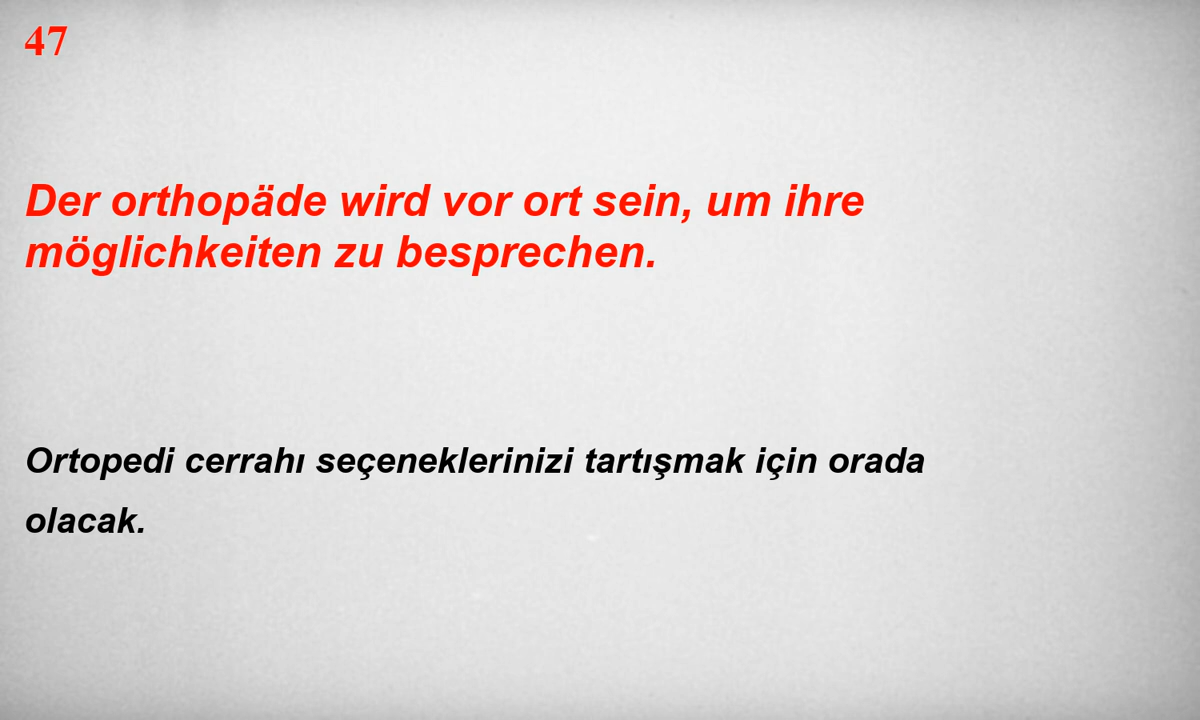 47
Der orthopäde wird vor ort sein, um ihre
möglichkeiten zu besprechen.
Ortopedi cerrahı seçeneklerinizi tartışmak için orada
olacak.